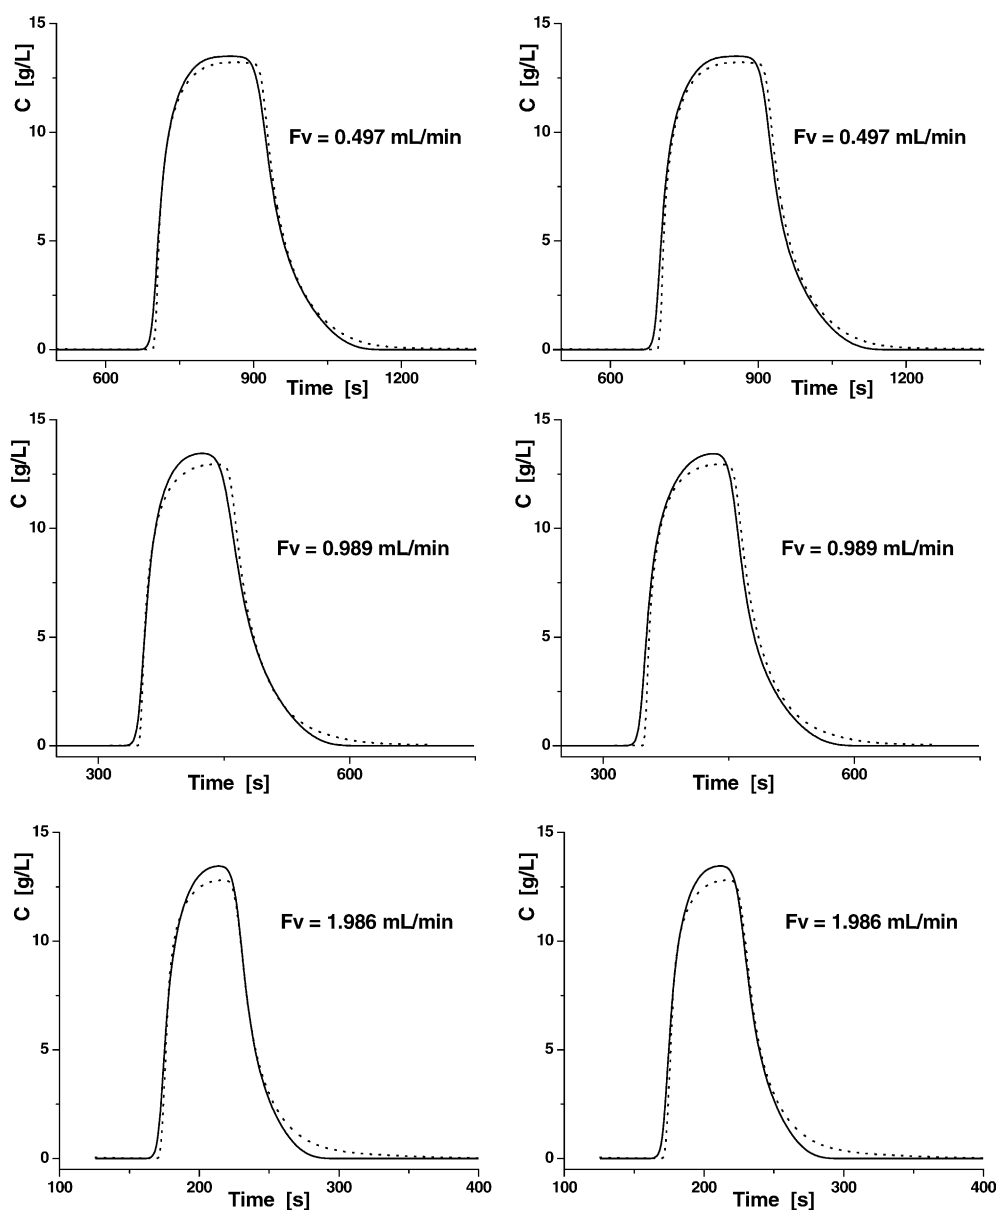 15
15
C [g/L]
C [g/L]
10
Fv = 0.497 mL/min
10
Fv = 0.497 mL/min
5
5
0
0
600
900
1200
600
900
1200
Time [s]
Time [s]
15
15
C [g/L]
C [g/L]
10
Fv = 0.989 mL/min
10
Fv = 0.989 mL/min
5
5
0
0
300
600
300
600
Time [s]
Time [s]
15
15
C [g/L]
C [g/L]
10
Fv = 1.986 mL/min
10
Fv = 1.986 mL/min
5
5
0
0
100
200
300
400
100
200
300
400
Time [s]
Time [s]